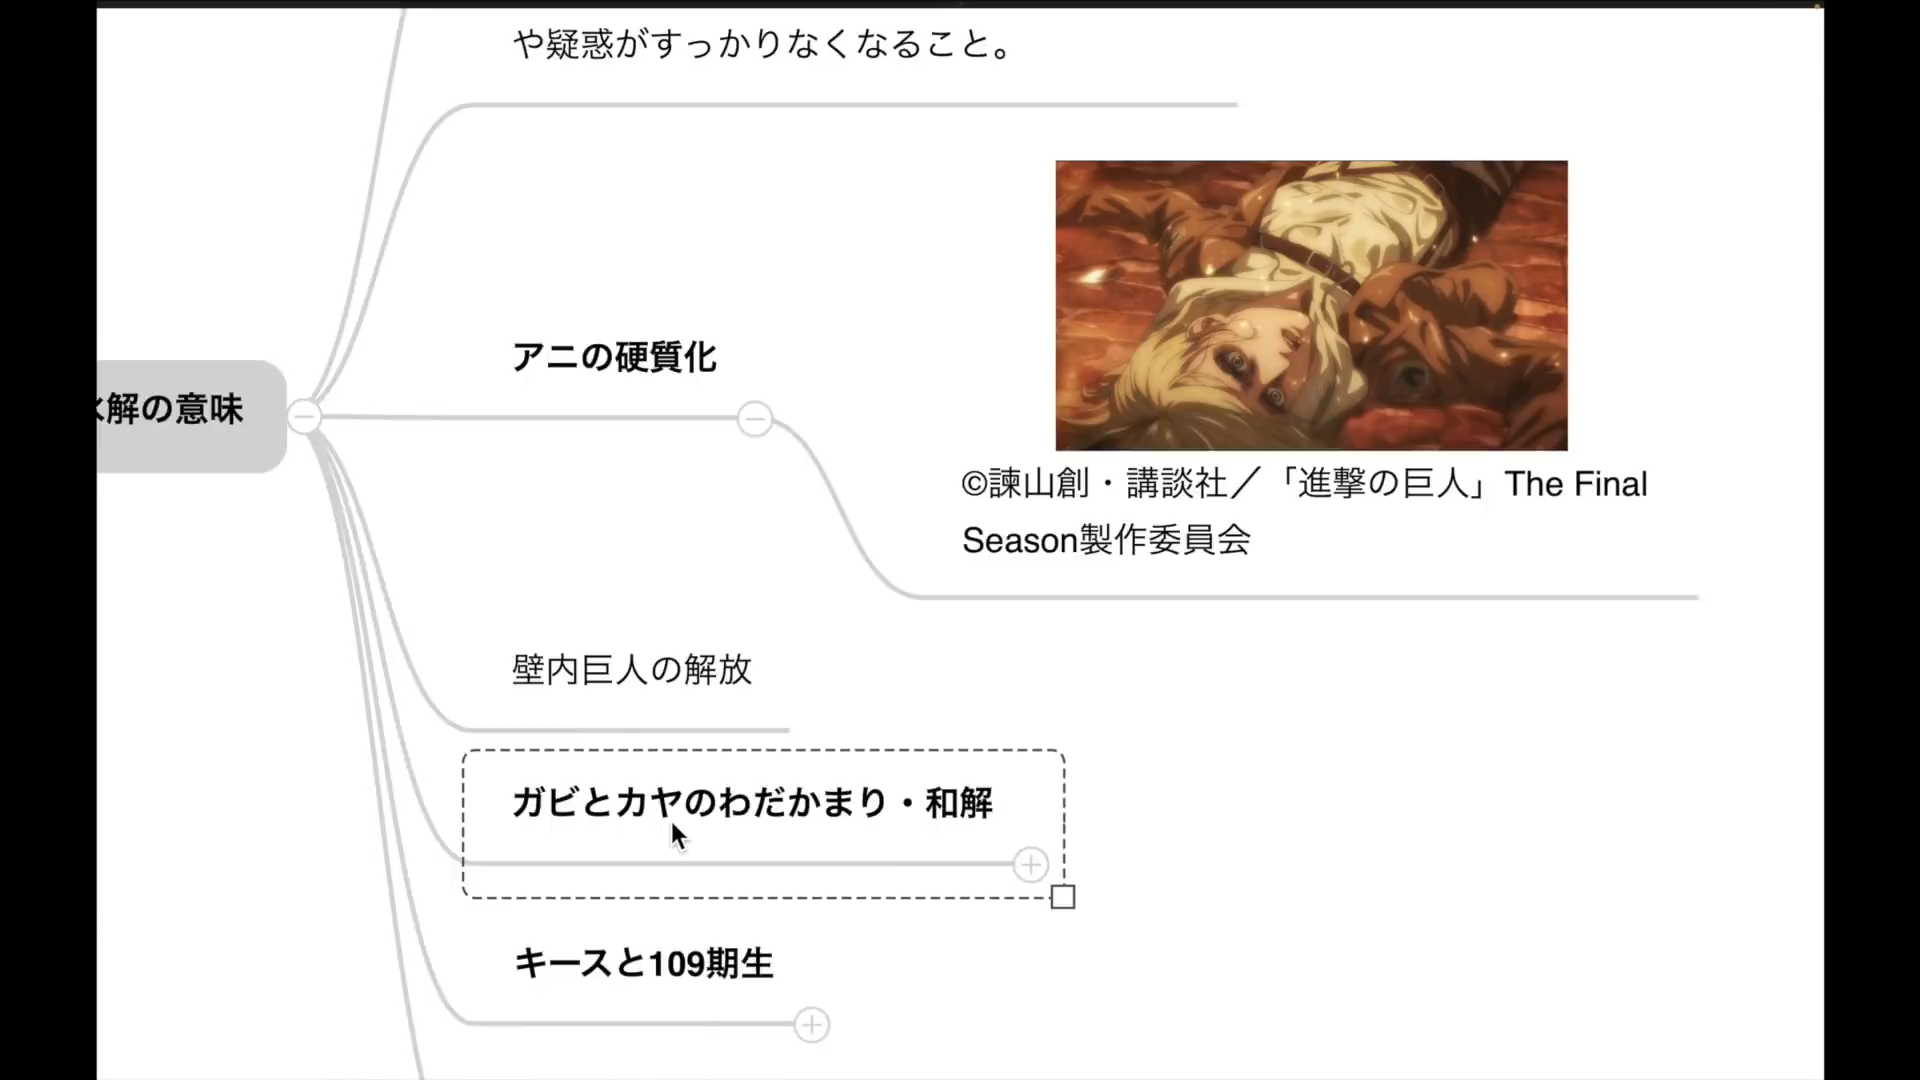 や疑惑がすっかりなくなること。
アニの硬質化
©諫山創・講談社／「進撃の巨人」The Final
Season製作委員会
解の意味
壁内巨人の解放
ガビとカヤのわだかまり・和解
キースと109期生